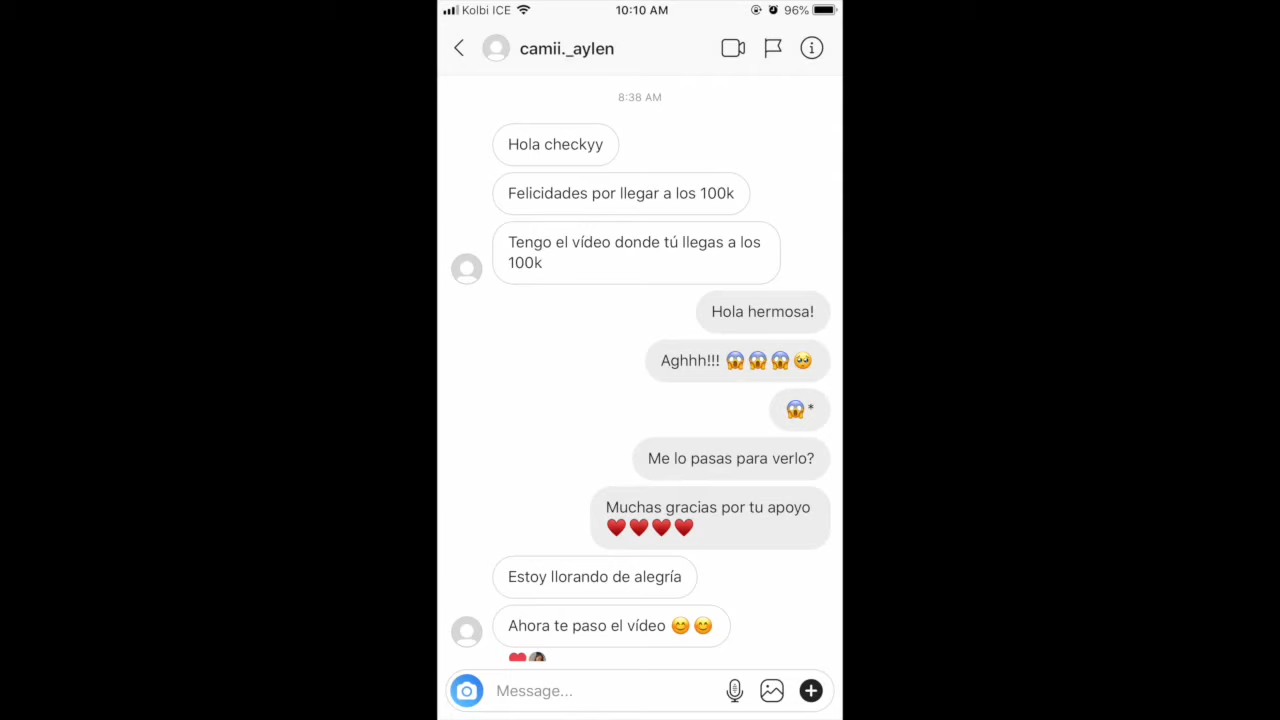 Kolbi ICE 10:10 AM 96%
camii._aylen
8:38 AM
Hola checkyy
Felicidades por llegar a los 100k
Tengo el vídeo donde tú llegas a los
100k
Hola hermosa!
Aghhh!!! 😱😱😱🥺
😱*
Me lo pasas para verlo?
Muchas gracias por tu apoyo
♥️♥️♥️♥️
Estoy llorando de alegría
Ahora te paso el vídeo 😊😊
Message...